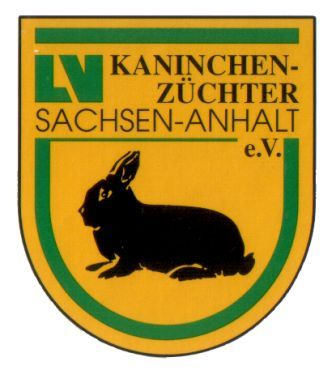 LV KANINCHEN-
ZÜCHTER
SACHSEN-ANHALT
e.V.